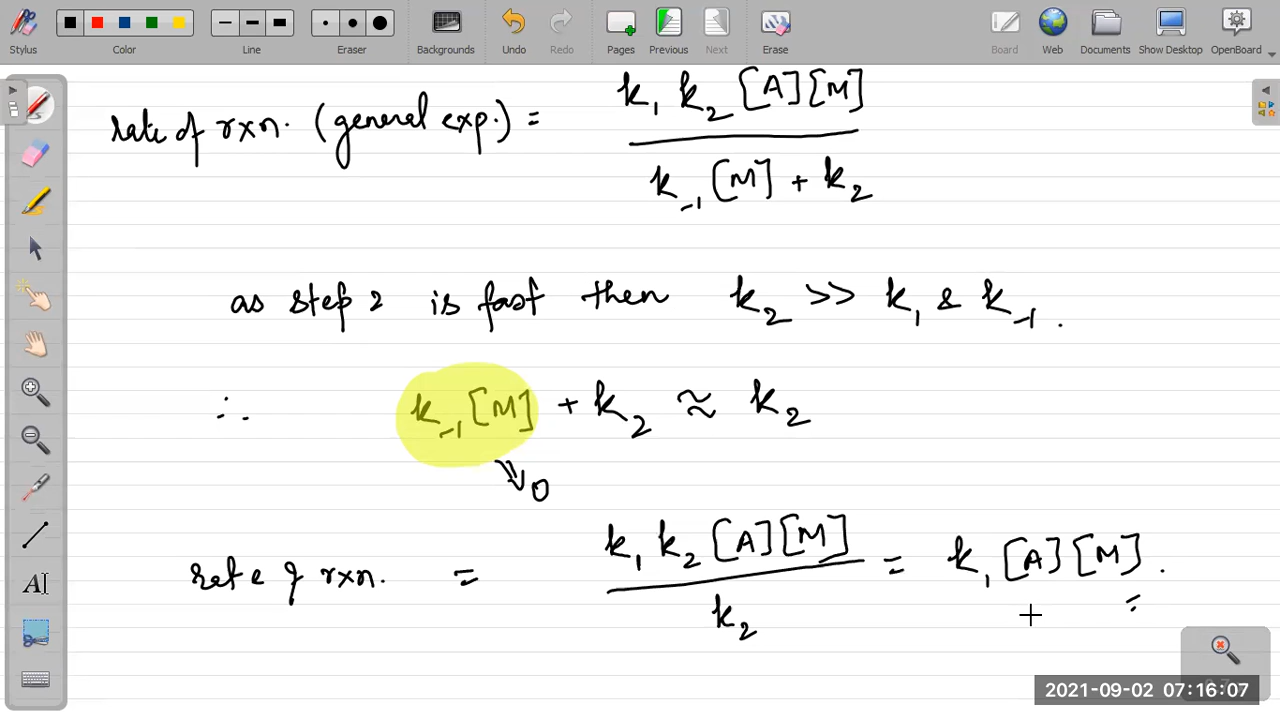 Stylus Color Line Eraser Backgrounds Undo Redo Pages Previous Next Erase Board Web Documents Show Desktop OpenBoard
rate of rxn. (general exp.) = k₁ k₂ [A][M] / k₋₁ [M] + k₂
as step 2 is fast then k₂ >> k₁ & k₋₁.
∴ k₋₁ [M] + k₂ ≈ k₂
0
rate of rxn. = k₁ k₂ [A][M] / k₂ = k₁ [A][M].
2021-09-02 07:16:07